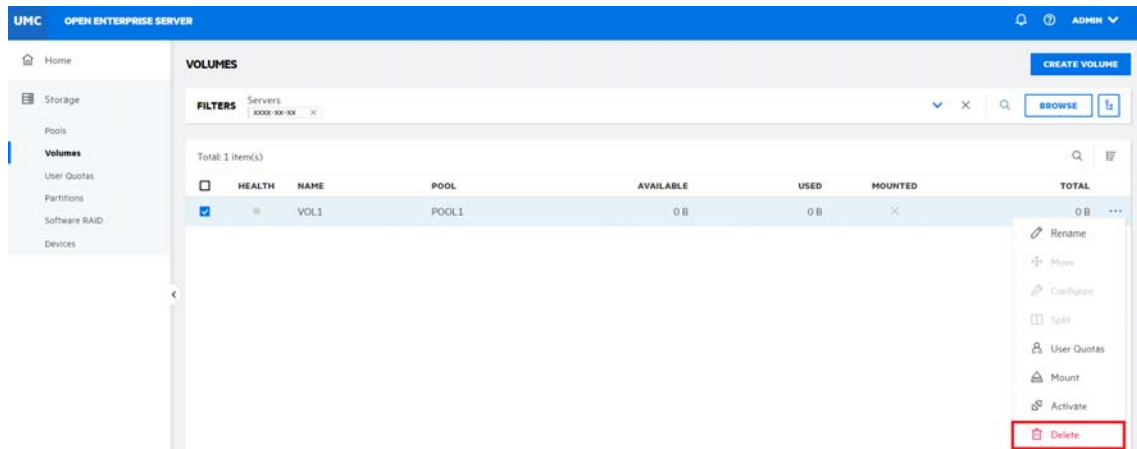 UMC OPEN ENTERPRISE SERVER ADMIN
Home
VOLUMES CREATE VOLUME
Storage
FILTERS Servers
xxxx-xx-xx BROWSE
Pools
Volumes
Total: 1 item(s)
User Quotas
HEALTH NAME POOL AVAILABLE USED MOUNTED TOTAL
Partitions
VOL1 POOL1 0 B 0 B 0 B
Software RAID
Devices
Rename
Move
Configure
Split
User Quotas
Mount
Activate
Delete